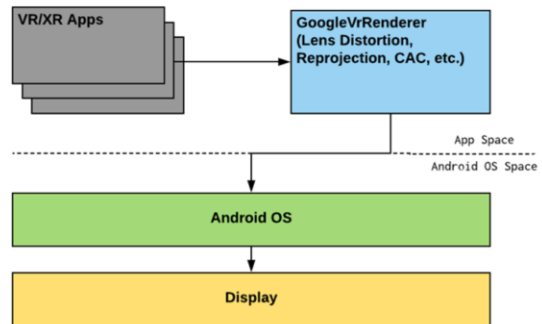 VR/XR Apps
GoogleVrRenderer
(Lens Distortion,
Reprojection, CAC, etc.)
App Space
Android OS Space
Android OS
Display